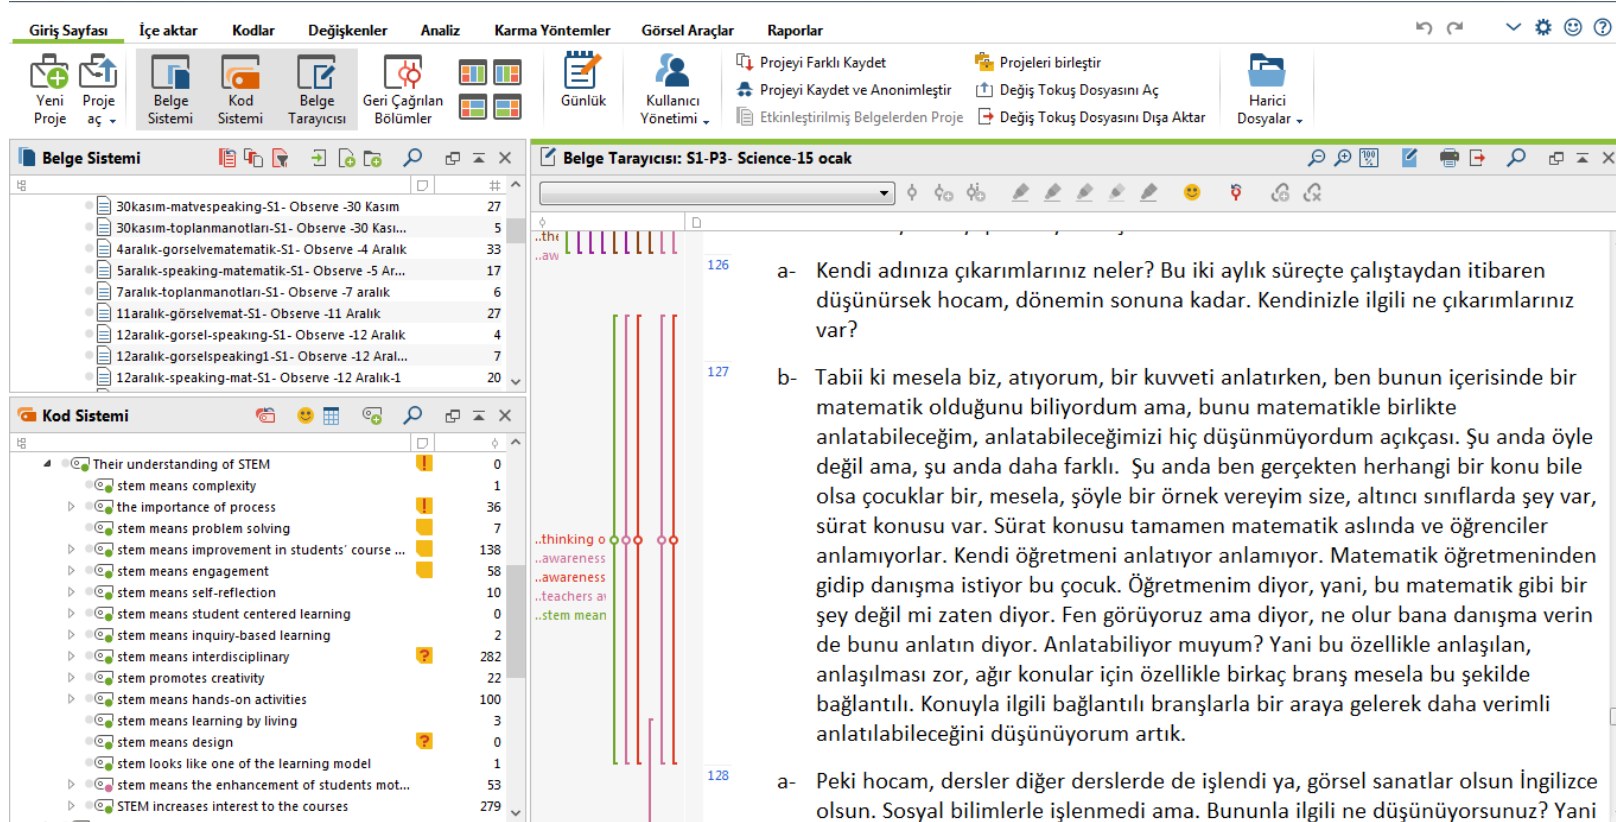 Giriş Sayfası İçe aktar Kodlar Değişkenler Analiz Karma Yöntemler Görsel Araçlar Raporlar
Yeni Proje
Proje aç
Belge Sistemi
Kod Sistemi
Belge Tarayıcısı
Geri Çağrılan Bölümler
Günlük
Kullanıcı Yönetimi
Projeyi Farklı Kaydet
Projeyi Kaydet ve Anonimleştir
Etkinleştirilmiş Belgelerden Proje
Projeleri birleştir
Değiş Tokuş Dosyasını Aç
Değiş Tokuş Dosyasını Dışa Aktar
Harici Dosyalar
Belge Sistemi
#
30kasım-matvespeaking-S1- Observe -30 Kasım 27
30kasım-toplanmanotları-S1- Observe -30 Kası... 5
4aralık-gorselvematematik-S1- Observe -4 Aralık 33
5aralık-speaking-matematik-S1- Observe -5 Ar... 17
7aralık-toplanmanotları-S1- Observe -7 aralık 6
11aralık-görselvemat-S1- Observe -11 Aralık 27
12aralık-gorsel-speakıng-S1- Observe -12 Aralık 4
12aralık-gorselspeaking1-S1- Observe -12 Aral... 7
12aralık-speaking-mat-S1- Observe -12 Aralık-1 20
Kod Sistemi
Their understanding of STEM 0
stem means complexity 1
the importance of process 36
stem means problem solving 7
stem means improvement in students' course ... 138
stem means engagement 58
stem means self-reflection 10
stem means student centered learning 0
stem means inquiry-based learning 2
stem means interdisciplinary 282
stem promotes creativity 22
stem means hands-on activities 100
stem means learning by living 3
stem means design 0
stem looks like one of the learning model 1
stem means the enhancement of students mot... 53
STEM increases interest to the courses 279
Belge Tarayıcısı: S1-P3- Science-15 ocak
100 %
..the
..aw
126 a- Kendi adınıza çıkarımlarınız neler? Bu iki aylık süreçte çalıştaydan itibaren
düşünürsek hocam, dönemin sonuna kadar. Kendinizle ilgili ne çıkarımlarınız
var?
127 b- Tabii ki mesela biz, atıyorum, bir kuvveti anlatırken, ben bunun içerisinde bir
matematik olduğunu biliyordum ama, bunu matematikle birlikte
anlatabileceğim, anlatabileceğimizi hiç düşünmüyordum açıkçası. Şu anda öyle
değil ama, şu anda daha farklı.  Şu anda ben gerçekten herhangi bir konu bile
olsa çocuklar bir, mesela, şöyle bir örnek vereyim size, altıncı sınıflarda şey var,
sürat konusu var. Sürat konusu tamamen matematik aslında ve öğrenciler
anlamıyorlar. Kendi öğretmeni anlatıyor anlamıyor. Matematik öğretmeninden
gidip danışma istiyor bu çocuk. Öğretmenim diyor, yani, bu matematik gibi bir
şey değil mi zaten diyor. Fen görüyoruz ama diyor, ne olur bana danışma verin
de bunu anlatın diyor. Anlatabiliyor muyum? Yani bu özellikle anlaşılan,
anlaşılması zor, ağır konular için özellikle birkaç branş mesela bu şekilde
bağlantılı. Konuyla ilgili bağlantılı branşlarla bir araya gelerek daha verimli
anlatılabileceğini düşünüyorum artık.
..thinking o
..awareness
..awareness
..teachers a
..stem mean
128 a- Peki hocam, dersler diğer derslerde de işlendi ya, görsel sanatlar olsun İngilizce
olsun. Sosyal bilimlerle işlenmedi ama. Bununla ilgili ne düşünüyorsunuz? Yani